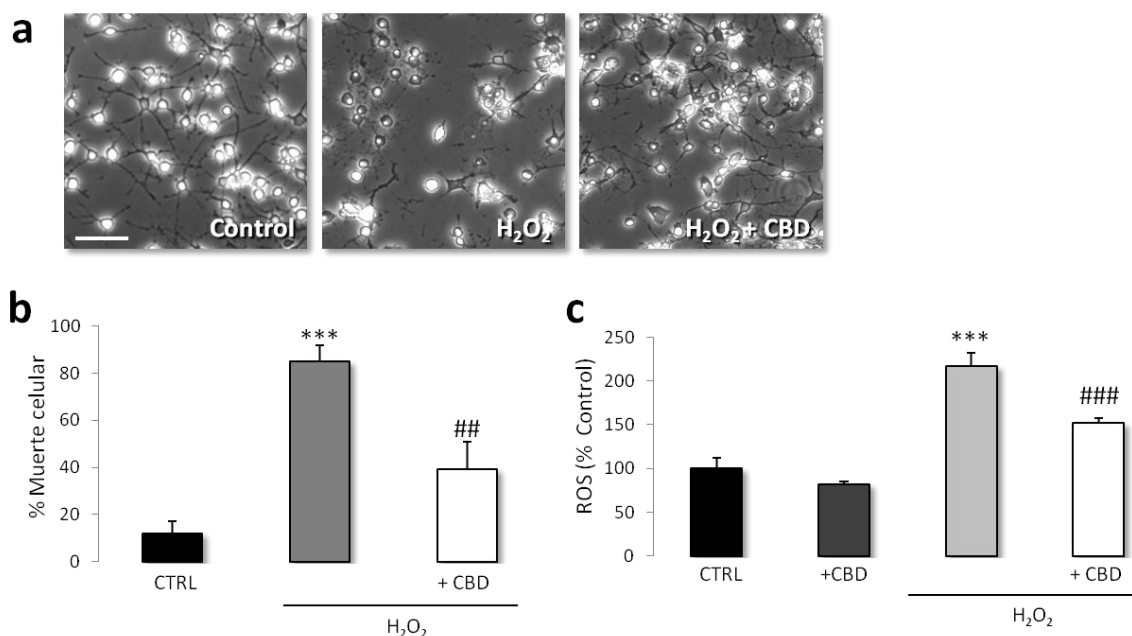 a
Control
H₂O₂
H₂O₂ + CBD
b
% Muerte celular
100
80
60
40
20
0
***
##
CTRL
+ CBD
H₂O₂
c
ROS (% Control)
250
200
150
100
50
0
***
###
CTRL
+CBD
+ CBD
H₂O₂